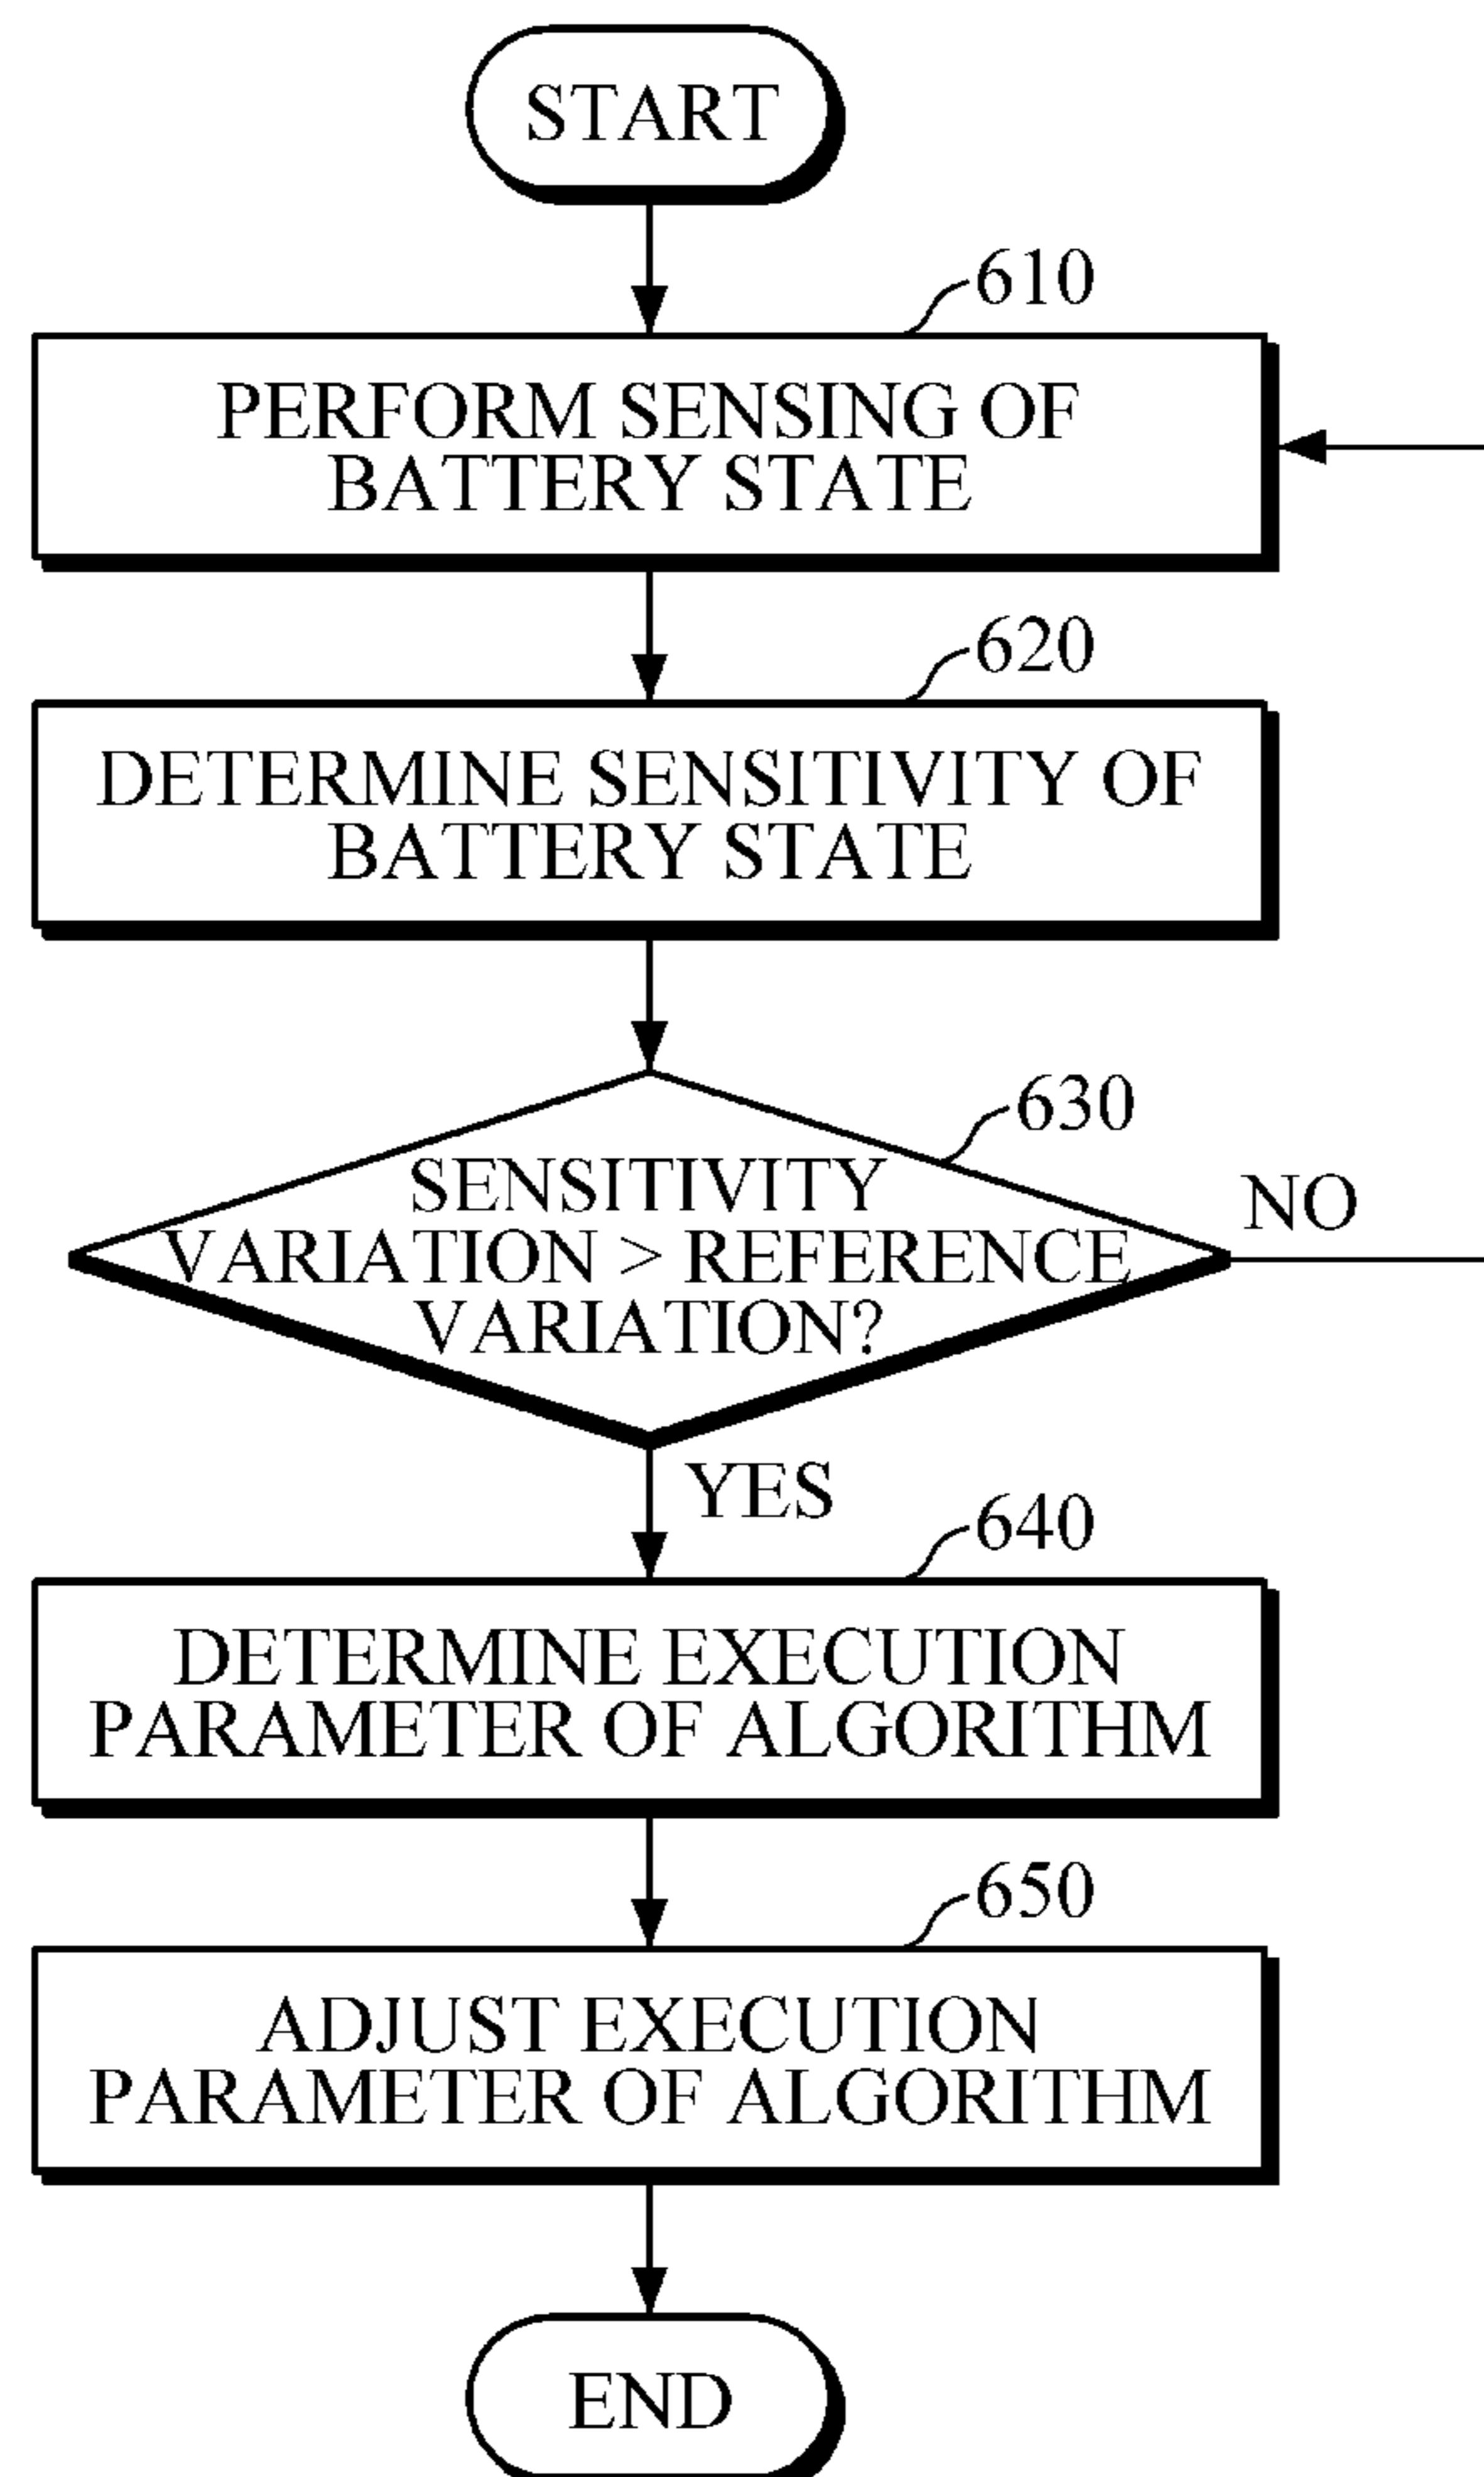 START
610
PERFORM SENSING OF
BATTERY STATE
620
DETERMINE SENSITIVITY OF
BATTERY STATE
630
SENSITIVITY
VARIATION > REFERENCE
VARIATION?
NO
YES
640
DETERMINE EXECUTION
PARAMETER OF ALGORITHM
650
ADJUST EXECUTION
PARAMETER OF ALGORITHM
END